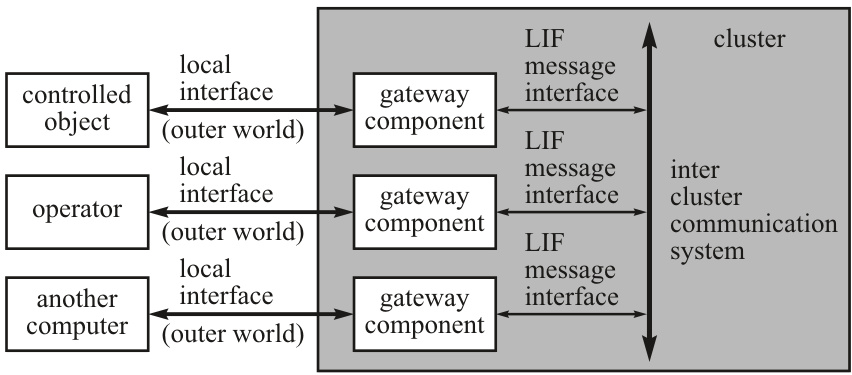 cluster
controlled
object
local
interface
(outer world)
gateway
component
LIF
message
interface
operator
local
interface
(outer world)
gateway
component
LIF
message
interface
inter
cluster
communication
system
another
computer
local
interface
(outer world)
gateway
component
LIF
message
interface